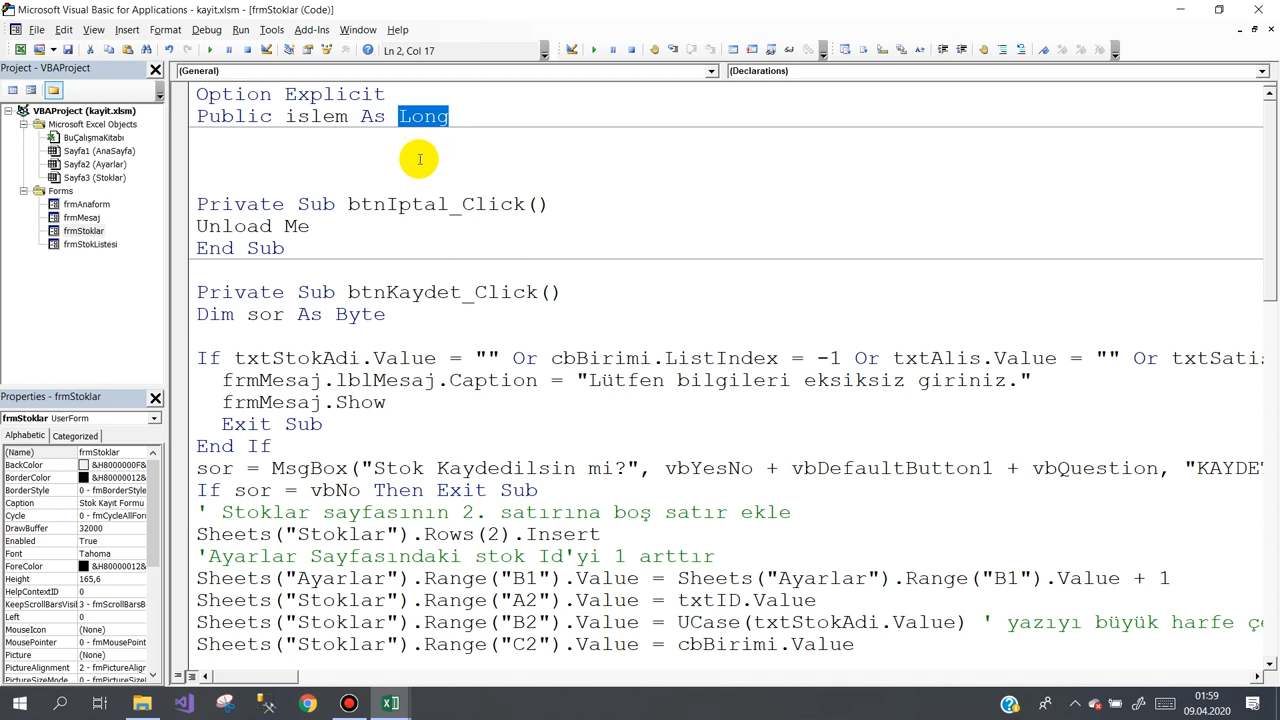 Microsoft Visual Basic for Applications - kayit.xlsm - [frmStoklar (Code)]
File Edit View Insert Format Debug Run Tools Add-Ins Window Help
Ln 2, Col 17
Project - VBAProject
(General)
(Declarations)
VBAProject (kayit.xlsm)
Microsoft Excel Objects
BuÇalışmaKitabı
Sayfa1 (AnaSayfa)
Sayfa2 (Ayarlar)
Sayfa3 (Stoklar)
Forms
frmAnaform
frmMesaj
frmStoklar
frmStokListesi
Properties - frmStoklar
frmStoklar UserForm
Alphabetic Categorized
(Name) frmStoklar
BackColor &H8000000F&
BorderColor &H80000012&
BorderStyle 0 - fmBorderStyle
Caption Stok Kayıt Formu
Cycle 0 - fmCycleAllFor
DrawBuffer 32000
Enabled True
Font Tahoma
ForeColor &H80000012&
Height 165,6
HelpContextID 0
KeepScrollBarsVisi 3 - fmScrollBarsB
Left 0
MouseIcon (None)
MousePointer 0 - fmMousePoint
Picture (None)
PictureAlignment 2 - fmPictureAlign
PictureSizeMode
Option Explicit
Public islem As Long
Private Sub btnIptal_Click()
Unload Me
End Sub
Private Sub btnKaydet_Click()
Dim sor As Byte
If txtStokAdi.Value = "" Or cbBirimi.ListIndex = -1 Or txtAlis.Value = "" Or txtSatis
frmMesaj.lblMesaj.Caption = "Lütfen bilgileri eksiksiz giriniz."
frmMesaj.Show
Exit Sub
End If
sor = MsgBox("Stok Kaydedilsin mi?", vbYesNo + vbDefaultButton1 + vbQuestion, "KAYDET
If sor = vbNo Then Exit Sub
' Stoklar sayfasının 2. satırına boş satır ekle
Sheets("Stoklar").Rows(2).Insert
'Ayarlar Sayfasındaki stok Id'yi 1 arttır
Sheets("Ayarlar").Range("B1").Value = Sheets("Ayarlar").Range("B1").Value + 1
Sheets("Stoklar").Range("A2").Value = txtID.Value
Sheets("Stoklar").Range("B2").Value = UCase(txtStokAdi.Value) ' yazıyı büyük harfe çe
Sheets("Stoklar").Range("C2").Value = cbBirimi.Value
01:59
09.04.2020